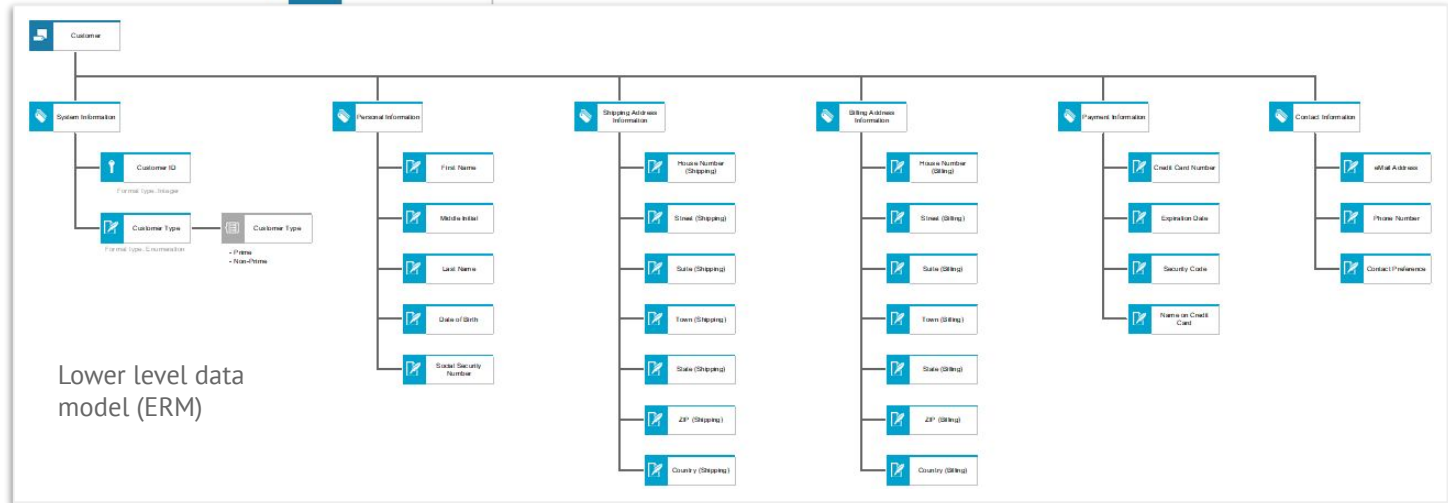 Customer
System Information
Personal Information
Shipping Address
Information
Billing Address
Information
Payment Information
Contact Information
Customer ID
Formal type: Integer
Customer Type
Formal type: Enumeration
Customer Type
- Prime
- Non-Prime
First Name
Middle Initial
Last Name
Date of Birth
Social Security
Number
House Number
(Shipping)
Street (Shipping)
Suite (Shipping)
Town (Shipping)
State (Shipping)
ZIP (Shipping)
Country (Shipping)
House Number
(Billing)
Street (Billing)
Suite (Billing)
Town (Billing)
State (Billing)
ZIP (Billing)
Country (Billing)
Credit Card Number
Expiration Date
Security Code
Name on Credit
Card
eMail Address
Phone Number
Contact Preference
Lower level data
model (ERM)